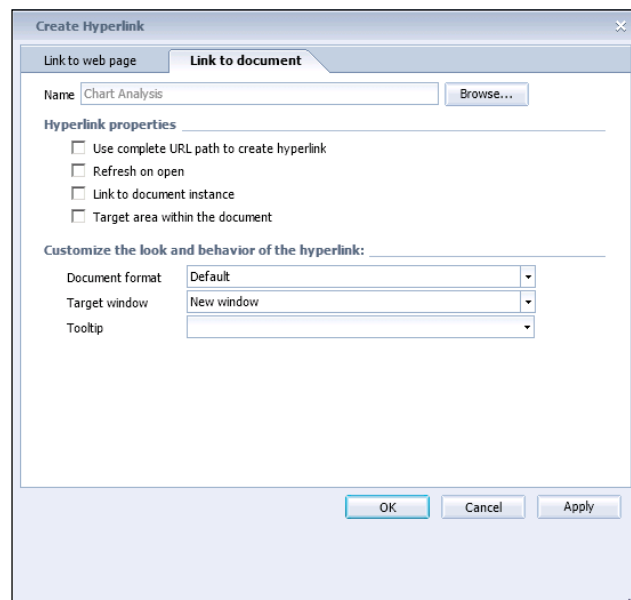 Create Hyperlink
Link to web page Link to document
Name Chart Analysis Browse...
Hyperlink properties
Use complete URL path to create hyperlink
Refresh on open
Link to document instance
Target area within the document
Customize the look and behavior of the hyperlink:
Document format Default
Target window New window
Tooltip
OK Cancel Apply